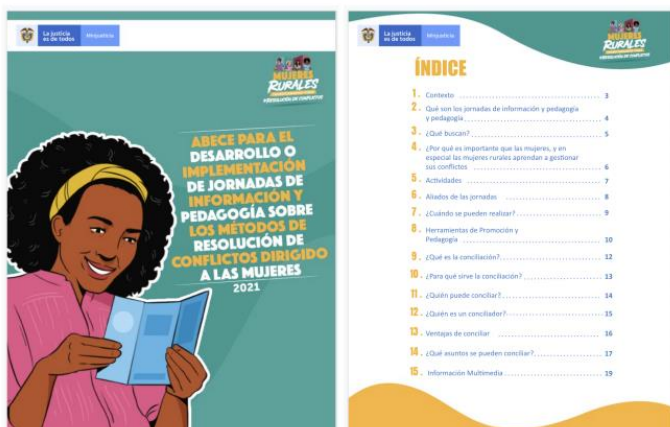 La justicia
es de todos
Minjusticia
MUJERES
RURALES
ABECE PARA EL
DESARROLLO O
IMPLEMENTACIÓN
DE JORNADAS DE
INFORMACIÓN Y
PEDAGOGÍA SOBRE
LOS MÉTODOS DE
RESOLUCIÓN DE
CONFLICTOS DIRIGIDO
A LAS MUJERES
2021
La justicia
es de todos
Minjusticia
MUJERES
RURALES
ÍNDICE
1. Contexto 3
2. Qué son los jornadas de información y pedagogía
y pedagogía 4
3. ¿Qué buscan? 5
4. ¿Por qué es importante que las mujeres, y en
especial las mujeres rurales aprendan a gestionar
sus conflictos 6
5. Actividades 7
6. Aliados de las jornadas 8
7. ¿Cuándo se pueden realizar? 9
8. Herramientas de Promoción y
Pedagogía 10
9. ¿Qué es la conciliación? 12
10. ¿Para qué sirve la conciliación? 13
11. ¿Quién puede conciliar? 14
12. ¿Quién es un conciliador? 15
13. Ventajas de conciliar 16
14. ¿Qué asuntos se pueden conciliar? 17
15. Información Multimedia 19